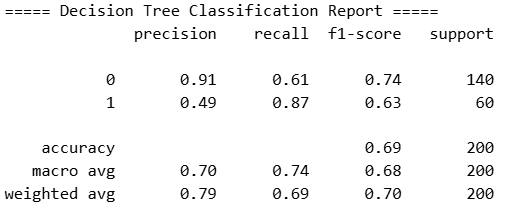 ===== Decision Tree Classification Report =====
precision recall f1-score support
0 0.91 0.61 0.74 140
1 0.49 0.87 0.63 60
accuracy 0.69 200
macro avg 0.70 0.74 0.68 200
weighted avg 0.79 0.69 0.70 200